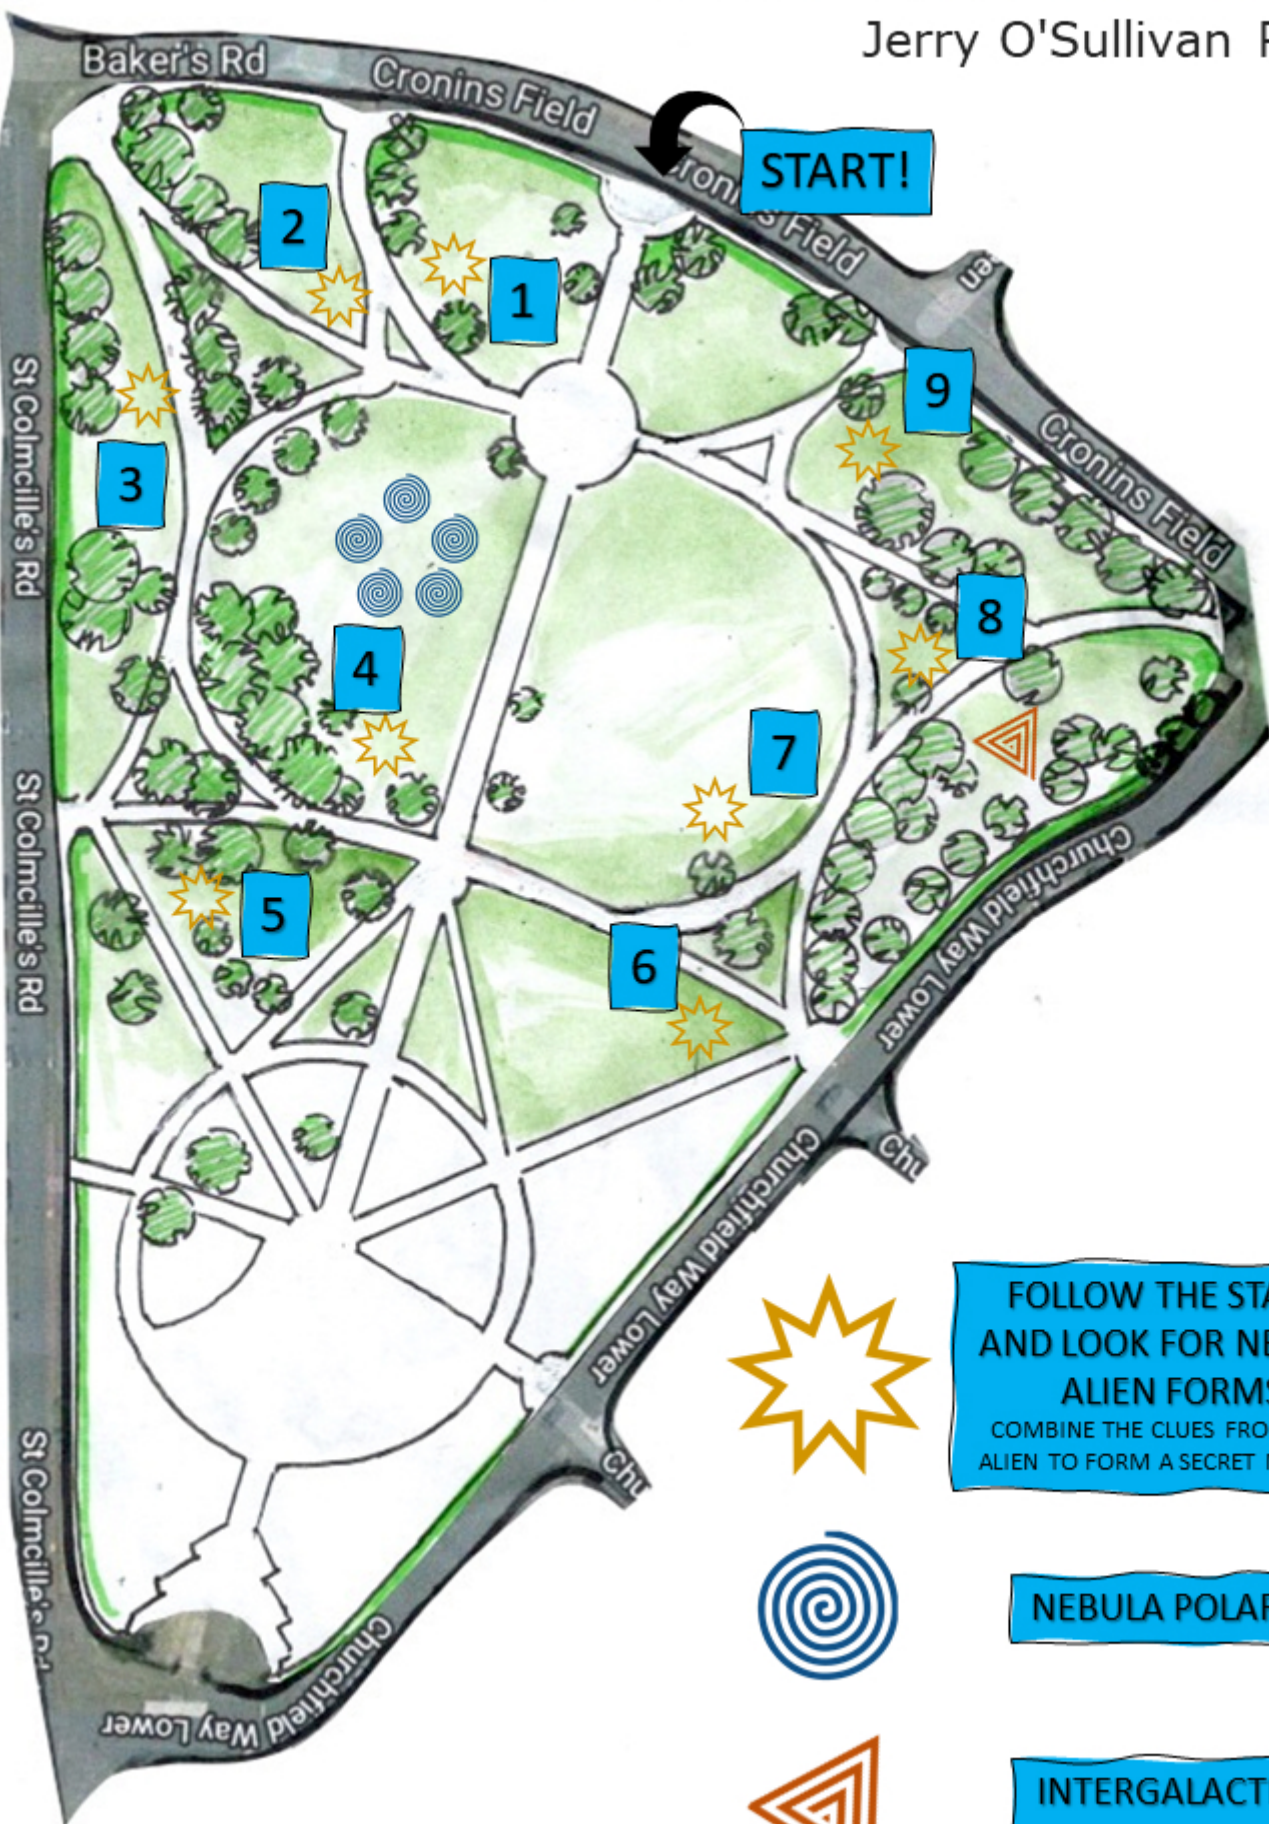 Jerry O'Sullivan P
Baker's Rd
Cronins Field
START!
Cronins Field
2
1
9
Cronins Field
St Colmcille's Rd
3
8
4
7
St Colmcille's Rd
Churchfield Way Lower
5
6
Chu
Churchfield Way Lower
FOLLOW THE STA
AND LOOK FOR NE
ALIEN FORMS
COMBINE THE CLUES FRO
ALIEN TO FORM A SECRET
Chu
St Colmcille's Rd
NEBULA POLAR
Churchfield Way Lower
INTERGALACT